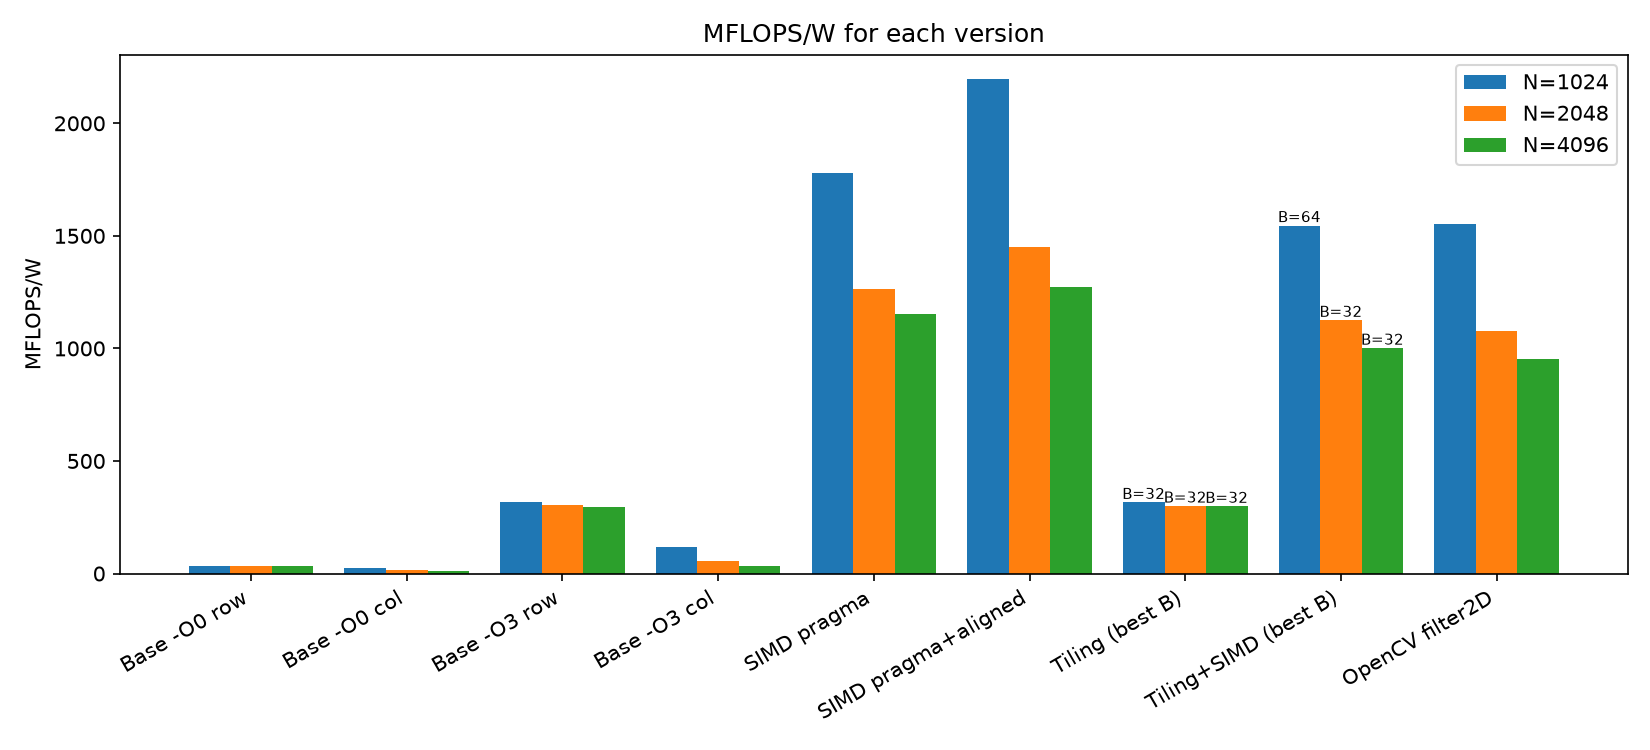 MFLOPS/W for each version
MFLOPS/W
2000
1500
1000
500
0
N=1024
N=2048
N=4096
B=32
B=32
B=32
B=64
B=32
B=32
Base -O0 row
Base -O0 col
Base -O3 row
Base -O3 col
SIMD pragma
SIMD pragma+aligned
Tiling (best B)
Tiling+SIMD (best B)
OpenCV filter2D